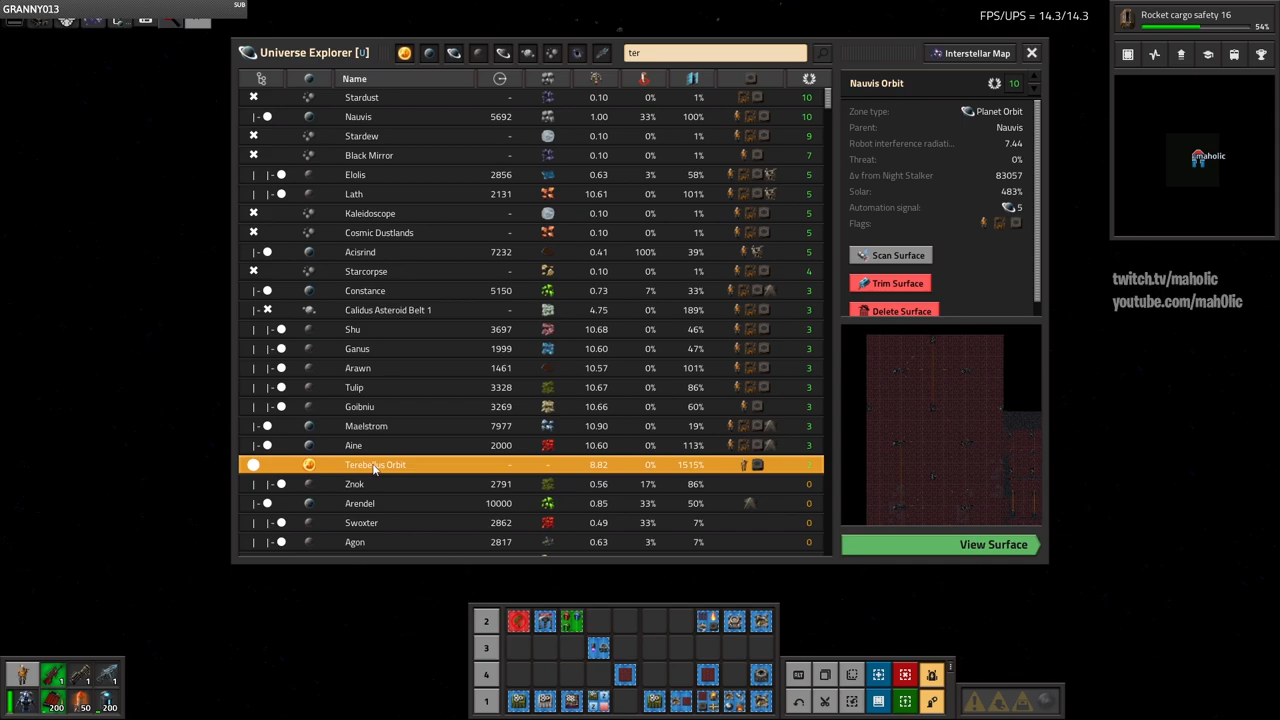 GRANNY013
SUB
FPS/UPS = 14.3/14.3
Rocket cargo safety 16
54%
Universe Explorer [U]
ter
Interstellar Map
Name
Stardust - 0.10 0% 1% 10
|- Nauvis 5692 1.00 33% 100% 10
Stardew - 0.10 0% 1% 9
Black Mirror - 0.10 0% 1% 7
| |- Elolis 2856 0.63 3% 58% 5
| |- Lath 2131 10.61 0% 101% 5
Kaleidoscope - 0.10 0% 1% 5
Cosmic Dustlands - 0.10 0% 1% 5
|- Acisrind 7232 0.41 100% 39% 5
Starcorpse - 0.10 0% 1% 4
|- Constance 5150 0.73 7% 33% 3
|- Calidus Asteroid Belt 1 - 4.75 0% 189% 3
| |- Shu 3697 10.68 0% 46% 3
| |- Ganus 1999 10.60 0% 47% 3
| |- Arawn 1461 10.57 0% 101% 3
| |- Tulip 3328 10.67 0% 86% 3
| |- Goibniu 3269 10.66 0% 60% 3
|- Maelstrom 7977 10.90 0% 19% 3
|- Aine 2000 10.60 0% 113% 3
Orbit - - 8.82 0% 1515% 2
| |- Znok 2791 0.56 17% 86% 0
|- Arendel 10000 0.85 33% 50% 0
| |- Swoxter 2862 0.49 33% 7% 0
| |- Agon 2817 0.63 3% 7% 0
Nauvis Orbit
10
Zone type: Planet Orbit
Parent: Nauvis
Robot interference radiati... 7.44
Threat: 0%
Δv from Night Stalker 83057
Solar: 483%
Automation signal: 5
Flags:
Scan Surface
Trim Surface
Delete Surface
View Surface
maholic
twitch.tv/maholic
youtube.com/mah0lic
2
3
4
1
ALT
1
1
1
200
50
200